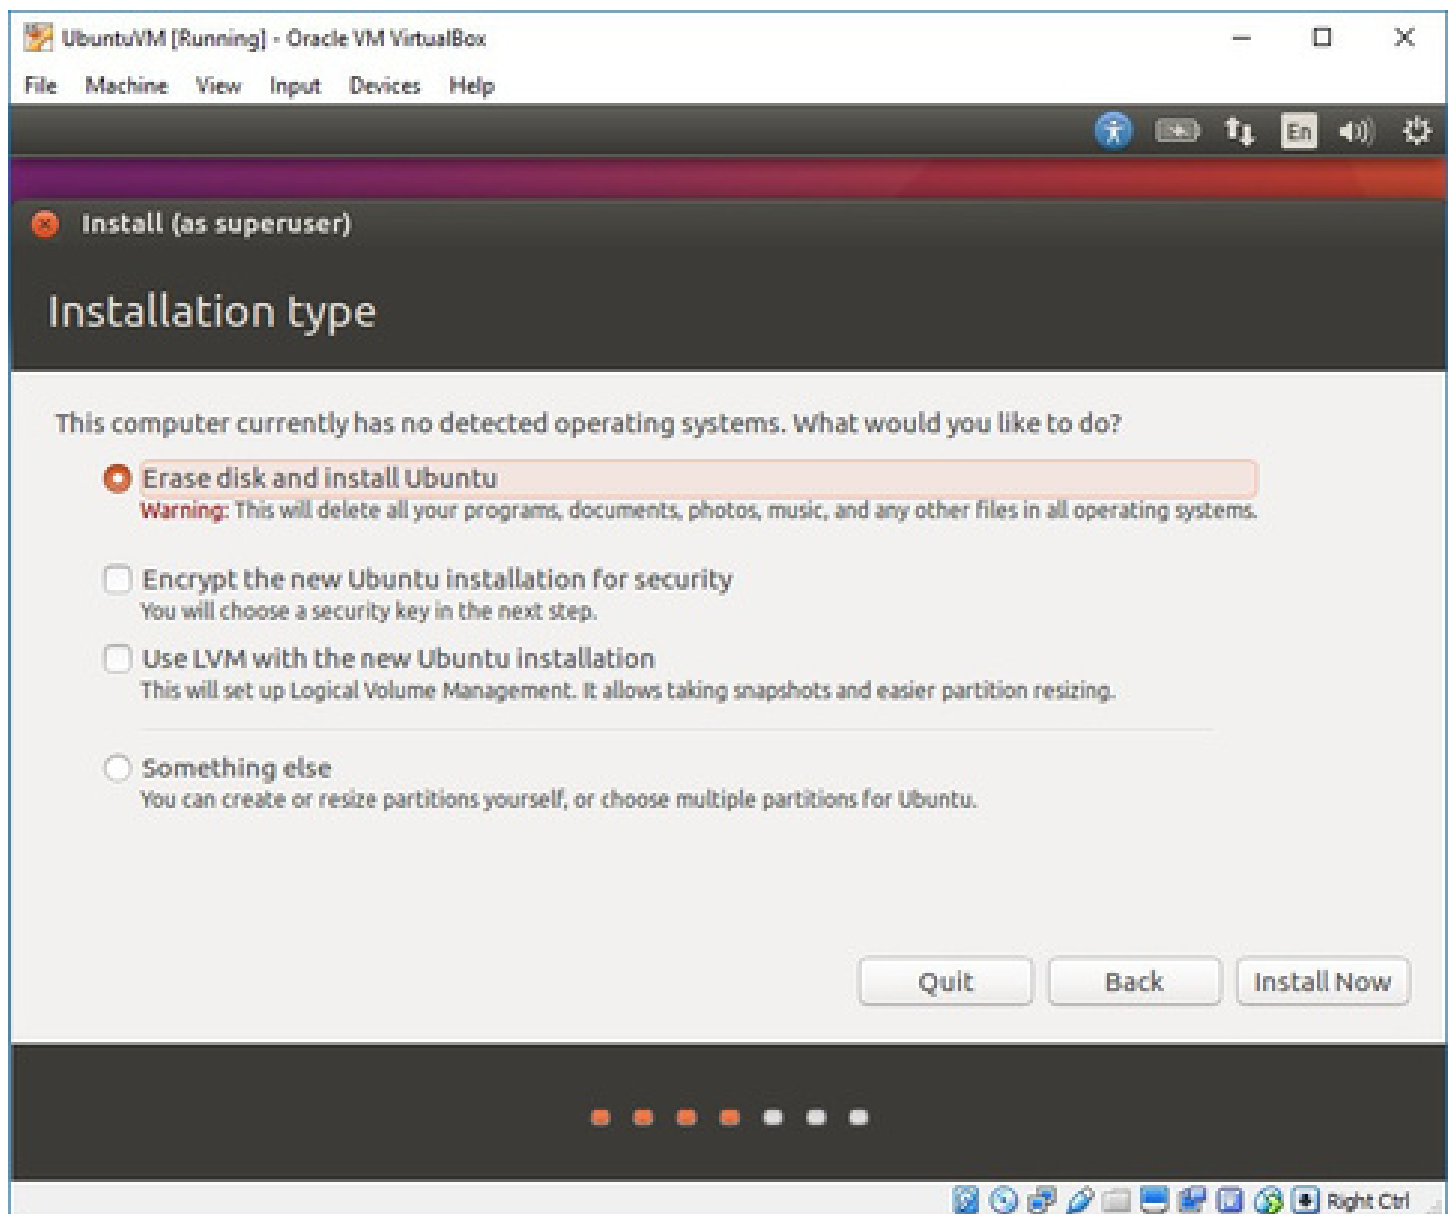 UbuntuVM [Running] - Oracle VM VirtualBox
File Machine View Input Devices Help
En
Install (as superuser)
Installation type
This computer currently has no detected operating systems. What would you like to do?
Erase disk and install Ubuntu
Warning: This will delete all your programs, documents, photos, music, and any other files in all operating systems.
Encrypt the new Ubuntu installation for security
You will choose a security key in the next step.
Use LVM with the new Ubuntu installation
This will set up Logical Volume Management. It allows taking snapshots and easier partition resizing.
Something else
You can create or resize partitions yourself, or choose multiple partitions for Ubuntu.
Quit Back Install Now
Right Ctrl